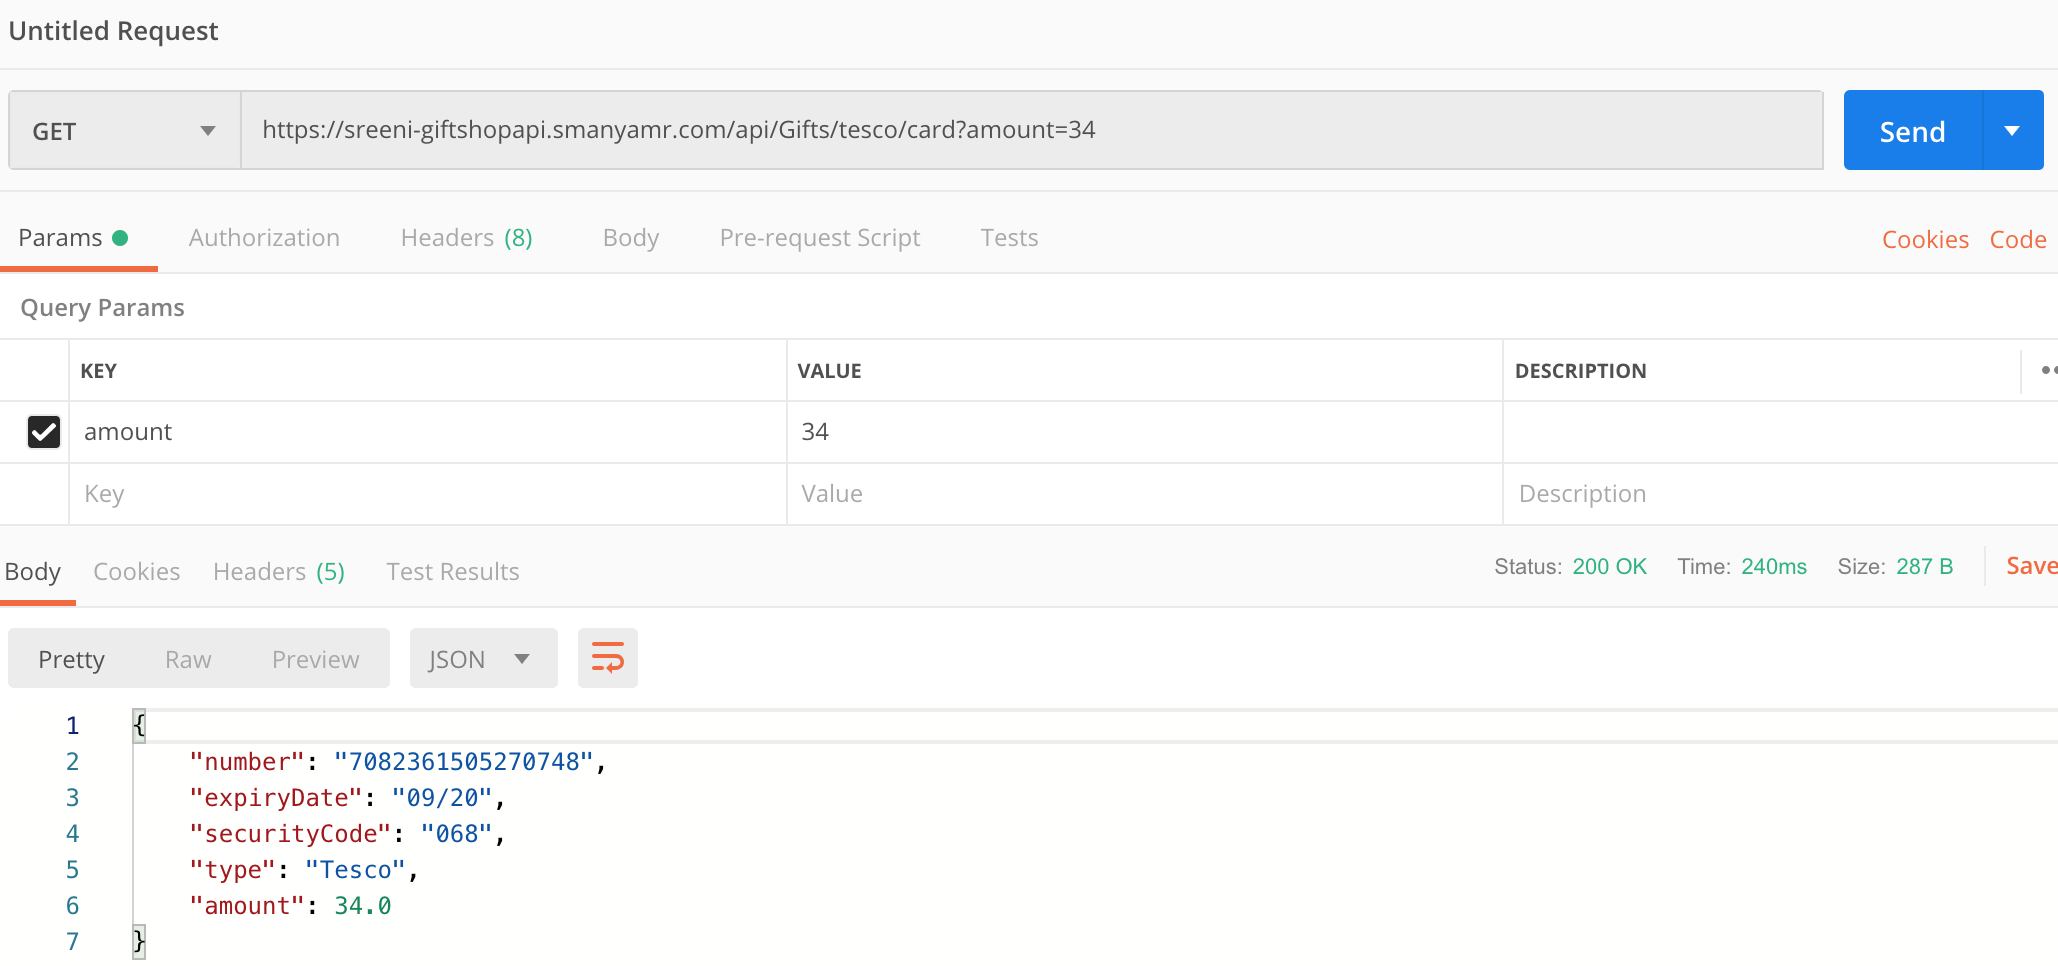 Untitled Request
GET https://sreeni-giftshopapi.smanyamr.com/api/Gifts/tesco/card?amount=34 Send
Params Authorization Headers (8) Body Pre-request Script Tests Cookies Code
Query Params
KEY VALUE DESCRIPTION
amount 34
Key Value Description
Body Cookies Headers (5) Test Results Status: 200 OK Time: 240ms Size: 287 B Save
Pretty Raw Preview JSON
1 {
2 "number": "7082361505270748",
3 "expiryDate": "09/20",
4 "securityCode": "068",
5 "type": "Tesco",
6 "amount": 34.0
7 }